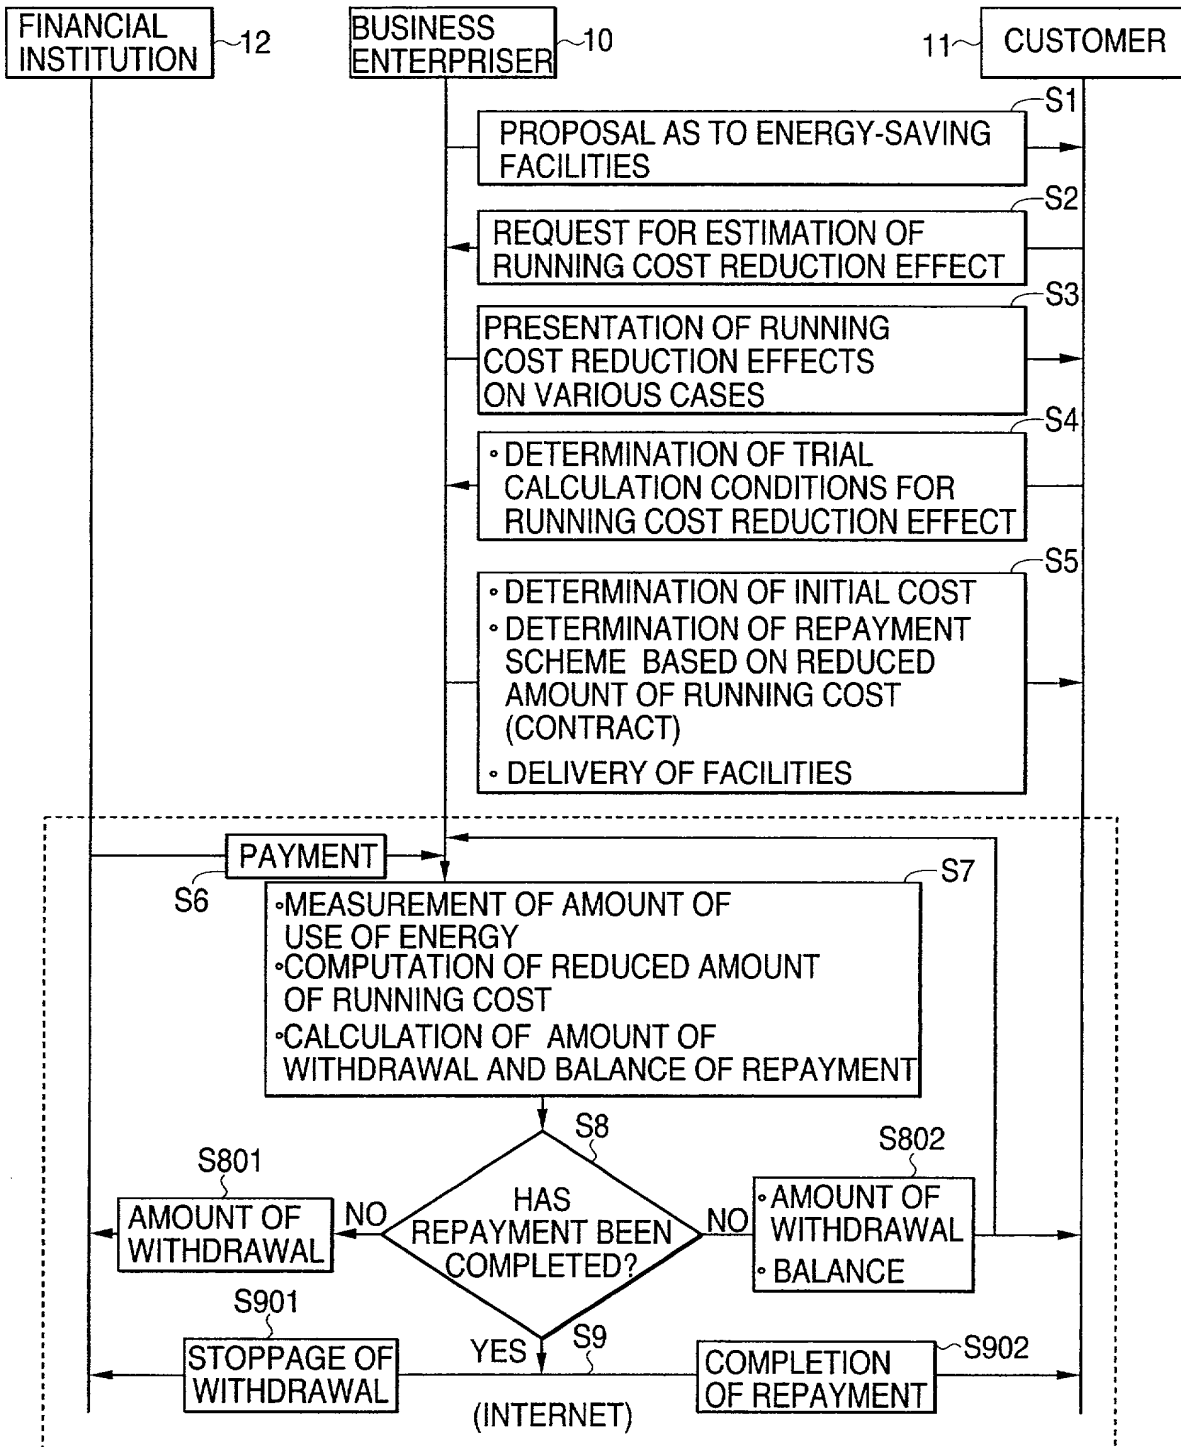 FINANCIAL
INSTITUTION
12
BUSINESS
ENTERPRISER
10
11
CUSTOMER
S1
PROPOSAL AS TO ENERGY-SAVING
FACILITIES
S2
REQUEST FOR ESTIMATION OF
RUNNING COST REDUCTION EFFECT
S3
PRESENTATION OF RUNNING
COST REDUCTION EFFECTS
ON VARIOUS CASES
S4
• DETERMINATION OF TRIAL
CALCULATION CONDITIONS FOR
RUNNING COST REDUCTION EFFECT
S5
• DETERMINATION OF INITIAL COST
• DETERMINATION OF REPAYMENT
SCHEME BASED ON REDUCED
AMOUNT OF RUNNING COST
(CONTRACT)
• DELIVERY OF FACILITIES
PAYMENT
S6
S7
•MEASUREMENT OF AMOUNT OF
USE OF ENERGY
•COMPUTATION OF REDUCED AMOUNT
OF RUNNING COST
•CALCULATION OF AMOUNT OF
WITHDRAWAL AND BALANCE OF REPAYMENT
S8
S801
AMOUNT OF
WITHDRAWAL
NO
HAS
REPAYMENT BEEN
COMPLETED?
NO
S802
• AMOUNT OF
WITHDRAWAL
• BALANCE
S901
STOPPAGE OF
WITHDRAWAL
YES
S9
COMPLETION
OF REPAYMENT
S902
(INTERNET)